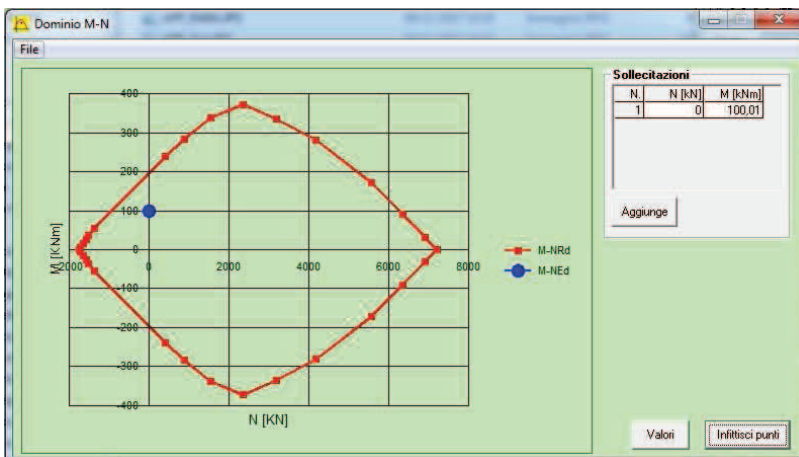 Dominio M-N
File
400
300
200
100
0
-100
-200
-300
-400
M [KNm]
2000
0
2000
4000
6000
8000
N [KN]
M-NRd
M-NEd
Sollecitazioni
N. N [kN] M [kNm]
1 0 100,01
Aggiunge
Valori
Infittisci punti